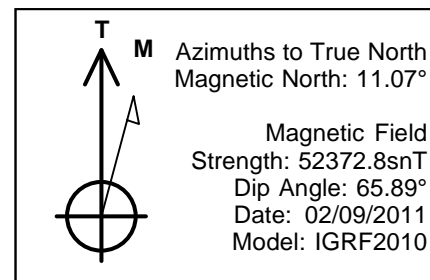 T
M
Azimuths to True North
Magnetic North: 11.07°
Magnetic Field
Strength: 52372.8snT
Dip Angle: 65.89°
Date: 02/09/2011
Model: IGRF2010